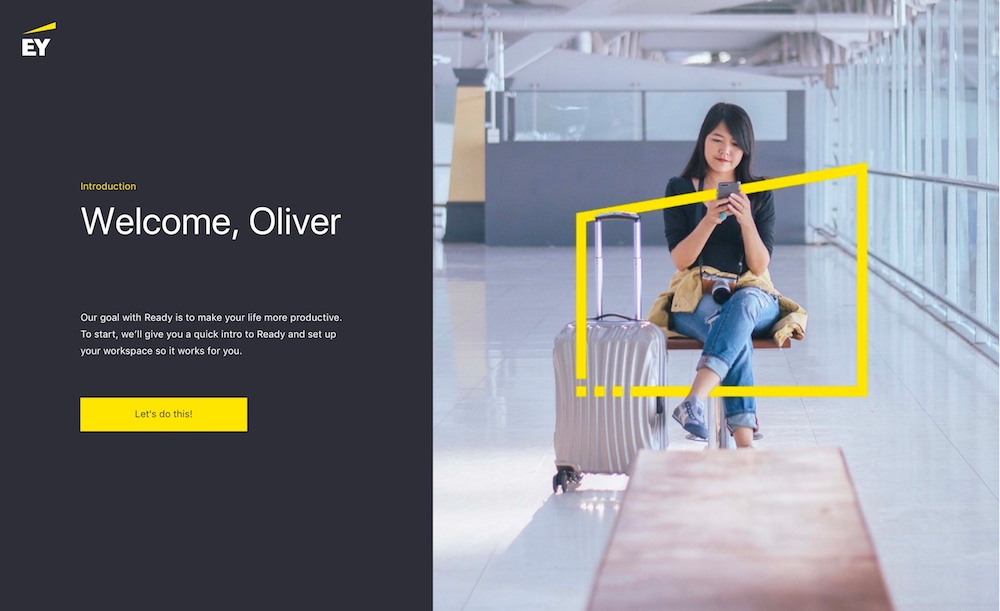 EY
Introduction
Welcome, Oliver
Our goal with Ready is to make your life more productive.
To start, we’ll give you a quick intro to Ready and set up
your workspace so it works for you.
Let's do this!